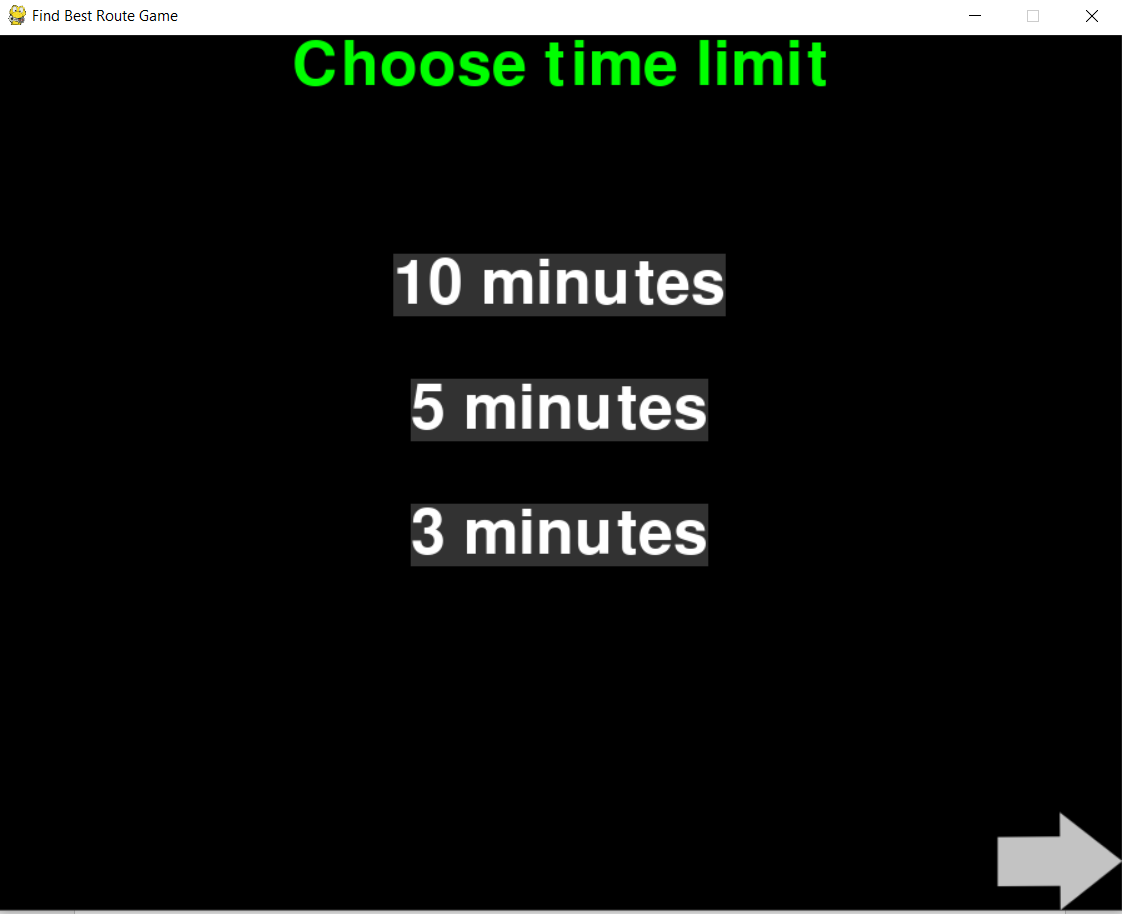 Find Best Route Game
Choose time limit
10 minutes
5 minutes
3 minutes